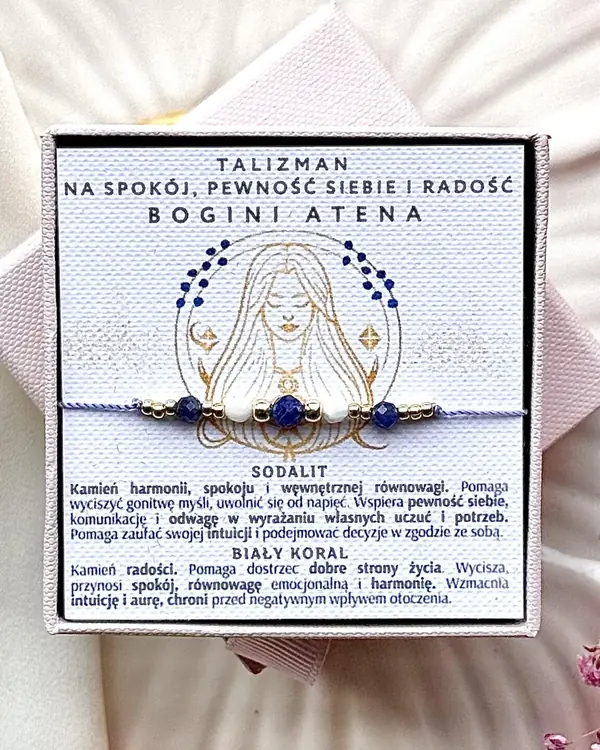 TALIZMAN
NA SPOKÓJ, PEWNOŚĆ SIEBIE I RADOŚĆ
BOGINI ATENA
SODALIT
Kamień harmonii, spokoju i węwnętrznej równowagi. Pomaga
wyciszyć gonitwę myśli, uwolnić się od napięć. Wspiera pewność siebie,
komunikację i odwagę w wyrażaniu własnych uczuć i potrzeb.
Pomaga zaufać swojej intuicji i podejmować decyzje w zgodzie ze sobą.
BIAŁY KORAL
Kamień radości. Pomaga dostrzec dobre strony życia. Wycisza,
przynosi spokój, równowagę emocjonalną i harmonię. Wzmacnia
intuicję i aurę, chroni przed negatywnym wpływem otoczenia.